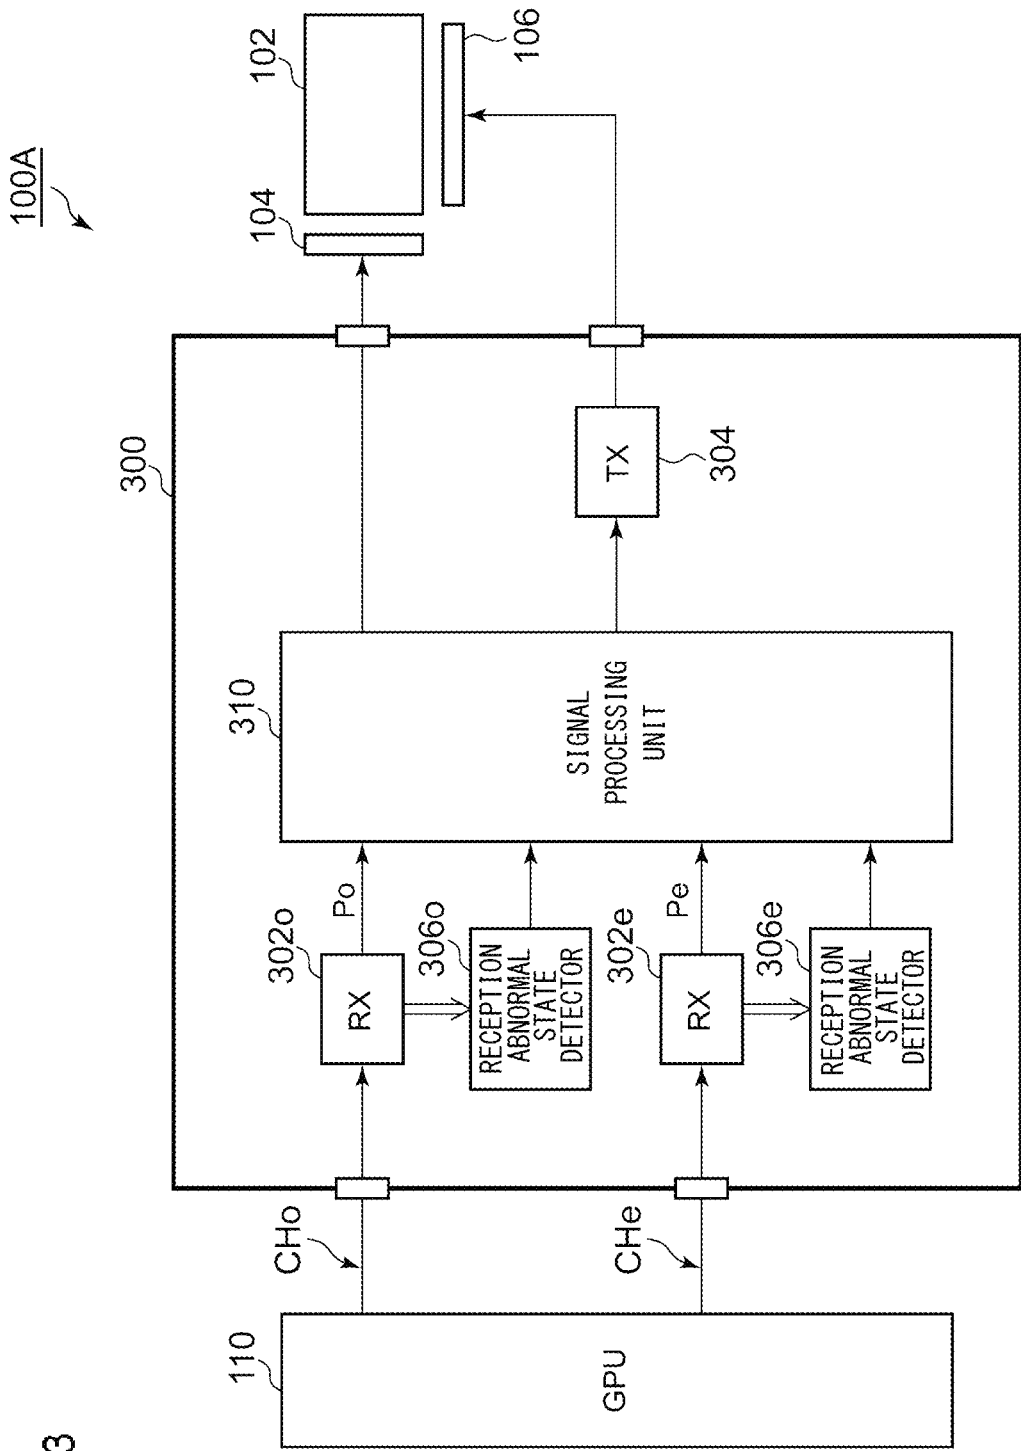 3
100A
110
GPU
CHo
CHe
300
302o
RX
Po
306o
RECEPTION
ABNORMAL
STATE
DETECTOR
302e
RX
Pe
306e
RECEPTION
ABNORMAL
STATE
DETECTOR
310
SIGNAL
PROCESSING
UNIT
TX
304
104
102
106